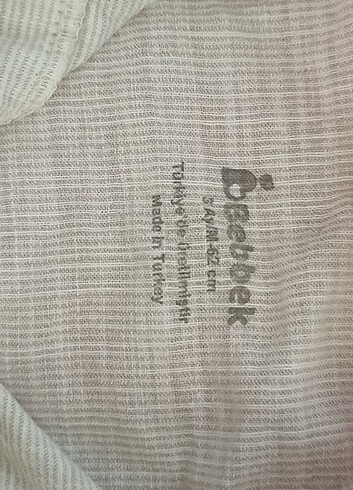 Bebbek
3/Ay/M-62 cm
Türkiye'de üretilmiştir
Made in Turkey